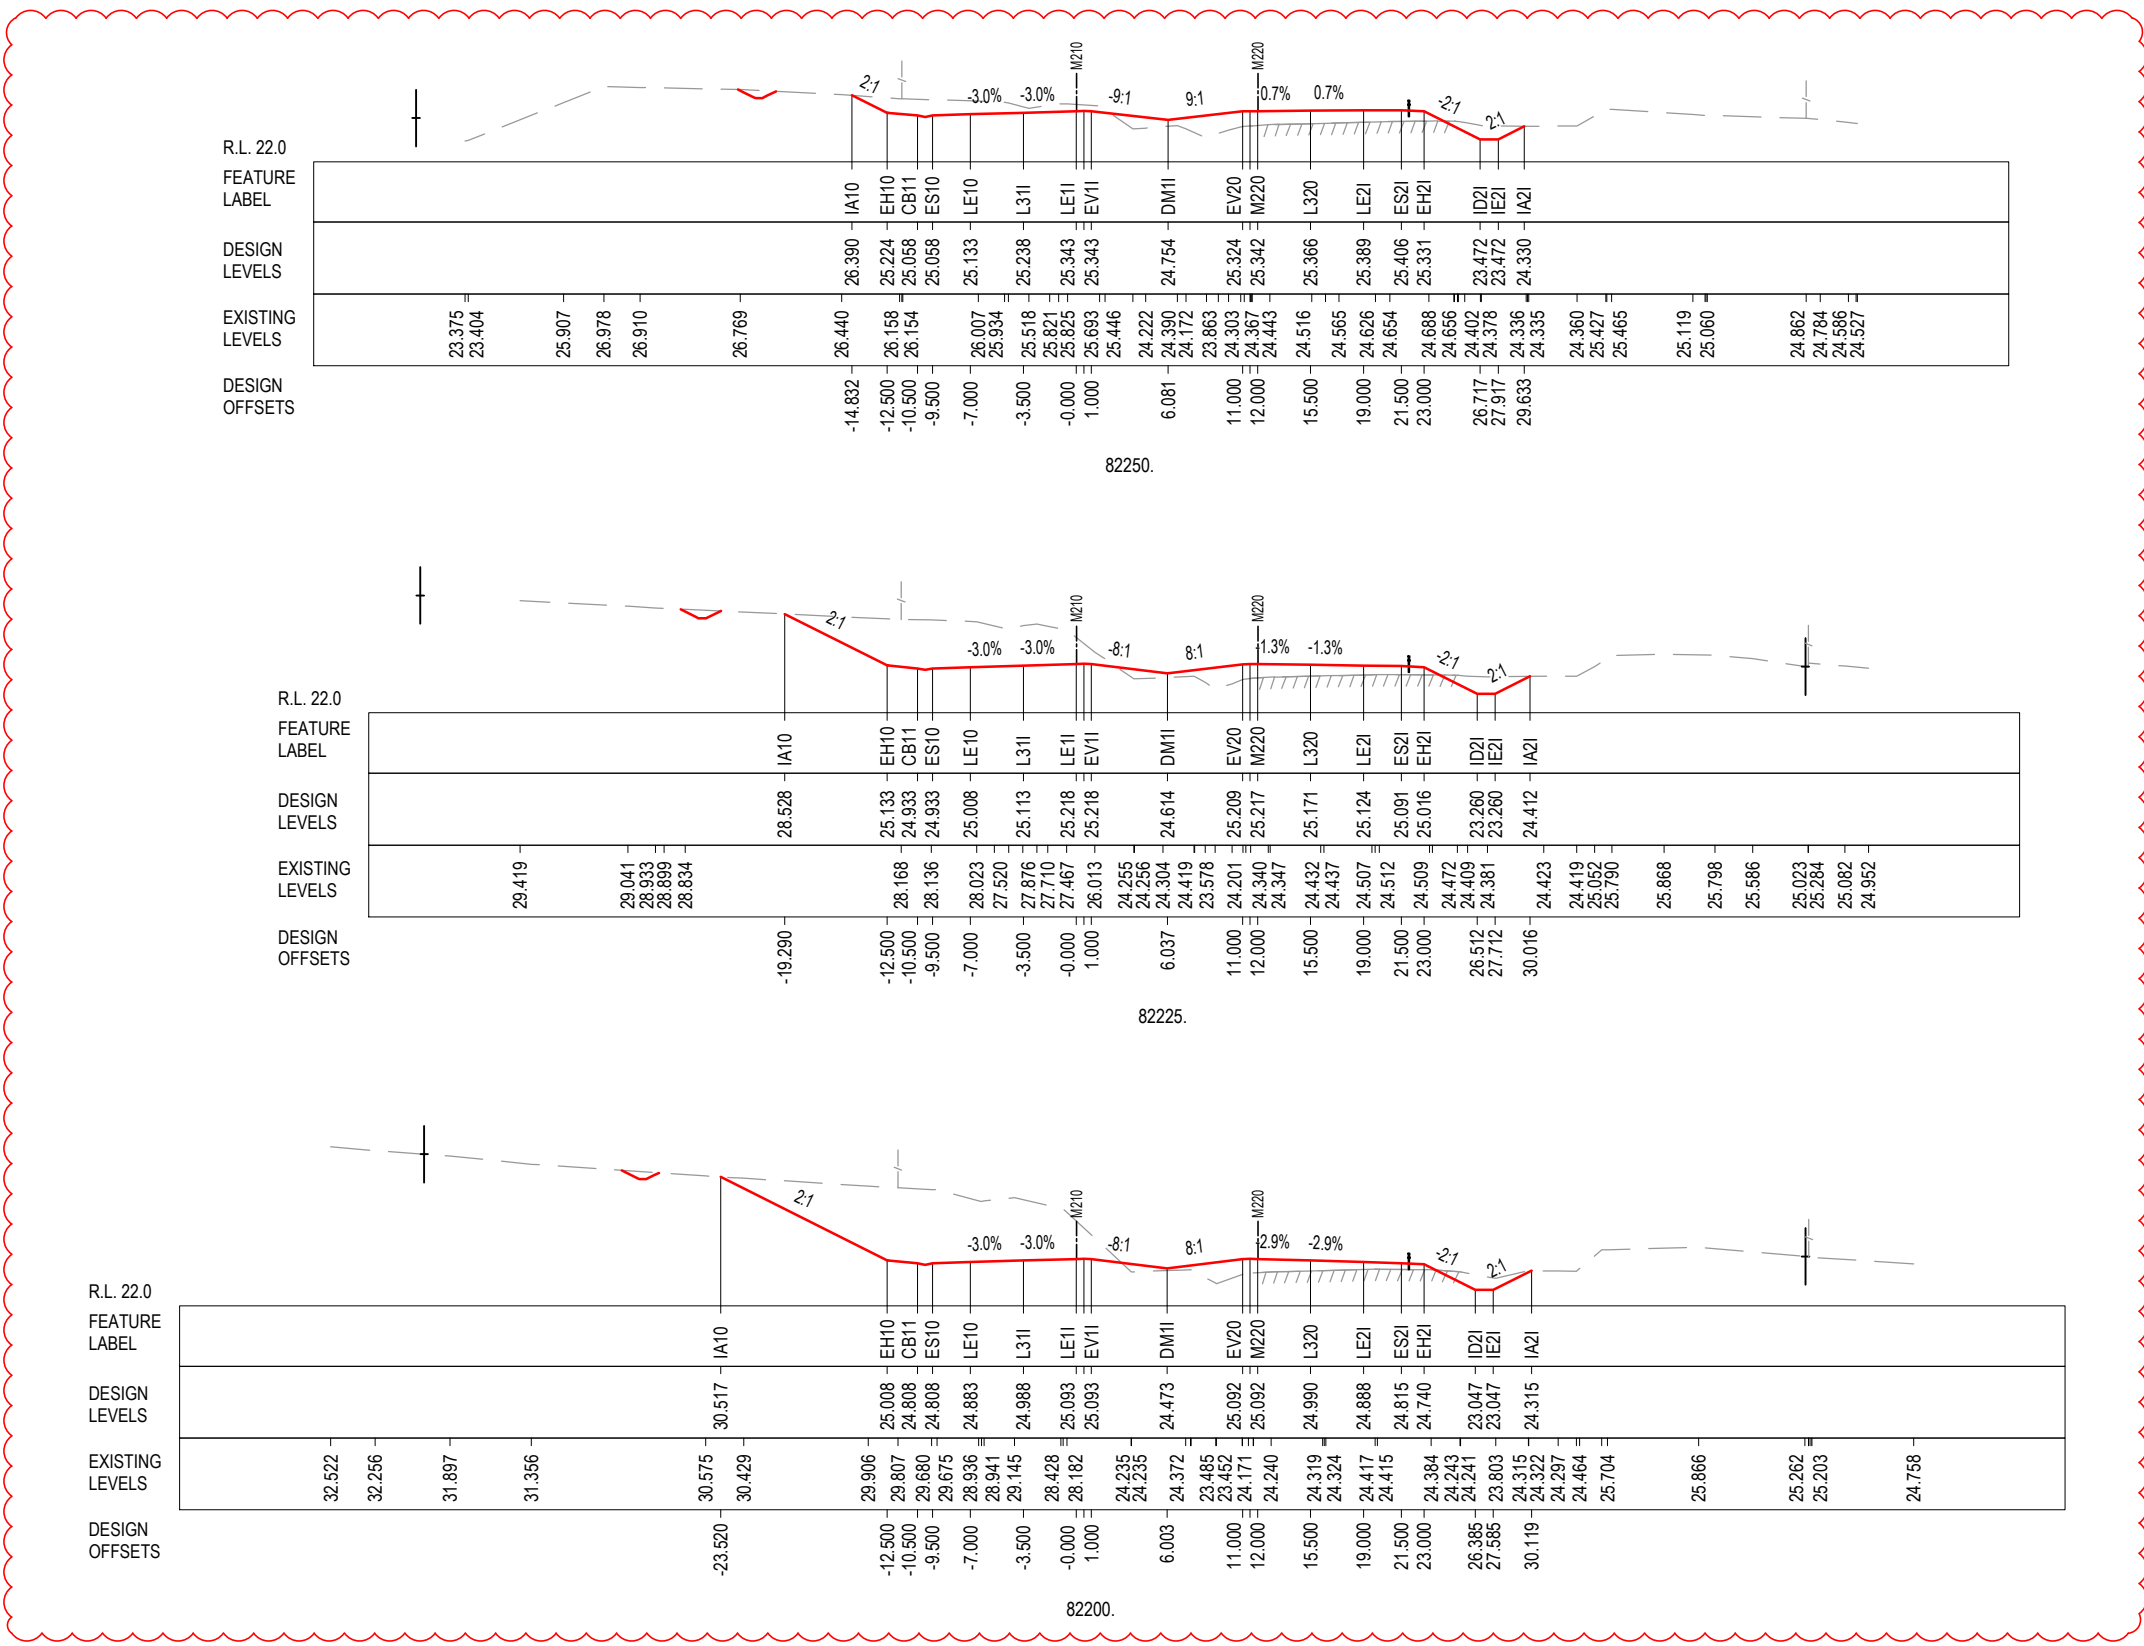 M210 M220
2:1 -3.0% -3.0% -9:1 9:1 0.7% 0.7% -2:1 2:1
R.L. 22.0
FEATURE LABEL
IA10 EH10 CB11 ES10 LE10 L31I LE1I EV1I DM1I EV20 M220 L320 LE2I ES2I EH2I ID2I IE2I IA2I
DESIGN LEVELS
26.390 25.224 25.058 25.058 25.133 25.238 25.343 25.343 24.754 25.324 25.342 25.366 25.389 25.406 25.331 23.472 23.472 24.330
EXISTING LEVELS
23.375 23.404 25.907 26.978 26.910 26.769 26.440 26.158 26.154 26.007 25.934 25.518 25.821 25.825 25.693 25.446 24.222 24.390 24.172 23.863 24.303 24.367 24.443 24.516 24.565 24.626 24.654 24.688 24.656 24.402 24.378 24.336 24.335 24.360 25.427 25.465 25.119 25.060 24.862 24.784 24.586 24.527
DESIGN OFFSETS
-14.832 -12.500 -10.500 -9.500 -7.000 -3.500 -0.000 1.000 6.081 11.000 12.000 15.500 19.000 21.500 23.000 26.717 27.917 29.633
82250.
M210 M220
2:1 -3.0% -3.0% -8:1 8:1 -1.3% -1.3% -2:1 2:1
R.L. 22.0
FEATURE LABEL
IA10 EH10 CB11 ES10 LE10 L31I LE1I EV1I DM1I EV20 M220 L320 LE2I ES2I EH2I ID2I IE2I IA2I
DESIGN LEVELS
28.528 25.133 24.933 24.933 25.008 25.113 25.218 25.218 24.614 25.209 25.217 25.171 25.124 25.091 25.016 23.260 23.260 24.412
EXISTING LEVELS
29.419 29.041 28.933 28.899 28.834 28.168 28.136 28.023 27.520 27.876 27.710 27.467 26.013 24.255 24.256 24.304 24.419 23.578 24.201 24.340 24.347 24.432 24.437 24.507 24.512 24.509 24.472 24.409 24.381 24.423 24.419 25.052 25.790 25.868 25.798 25.586 25.023 25.284 25.082 24.952
DESIGN OFFSETS
-19.290 -12.500 -10.500 -9.500 -7.000 -3.500 -0.000 1.000 6.037 11.000 12.000 15.500 19.000 21.500 23.000 26.512 27.712 30.016
82225.
M210 M220
2:1 -3.0% -3.0% -8:1 8:1 -2.9% -2.9% -2:1 2:1
R.L. 22.0
FEATURE LABEL
IA10 EH10 CB11 ES10 LE10 L31I LE1I EV1I DM1I EV20 M220 L320 LE2I ES2I EH2I ID2I IE2I IA2I
DESIGN LEVELS
30.517 25.008 24.808 24.808 24.883 24.988 25.093 25.093 24.473 25.092 25.092 24.990 24.888 24.815 24.740 23.047 23.047 24.315
EXISTING LEVELS
32.522 32.256 31.897 31.356 30.575 30.429 29.906 29.807 29.680 29.675 28.936 28.941 29.145 28.428 28.182 24.235 24.235 24.372 23.485 23.452 24.171 24.240 24.319 24.324 24.417 24.415 24.384 24.243 24.241 23.803 24.315 24.322 24.297 24.464 25.704 25.866 25.262 25.203 24.758
DESIGN OFFSETS
-23.520 -12.500 -10.500 -9.500 -7.000 -3.500 -0.000 1.000 6.003 11.000 12.000 15.500 19.000 21.500 23.000 26.385 27.585 30.119
82200.